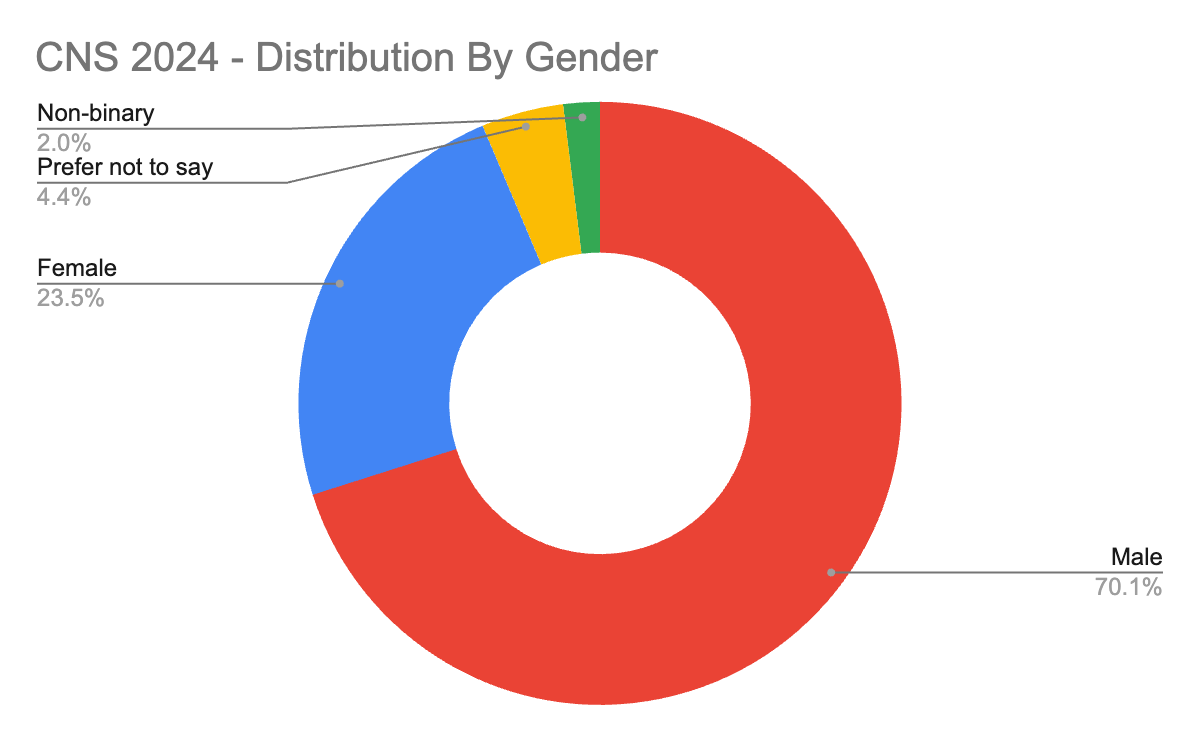 CNS 2024 - Distribution By Gender
Non-binary
2.0%
Prefer not to say
4.4%
Female
23.5%
Male
70.1%